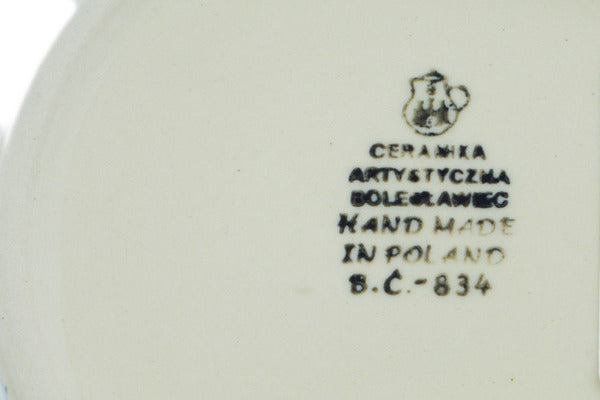 CERAMIKA
ARTYSTYCZNA
BOLESŁAWIEC
HAND MADE
IN POLAND
B.C.-834